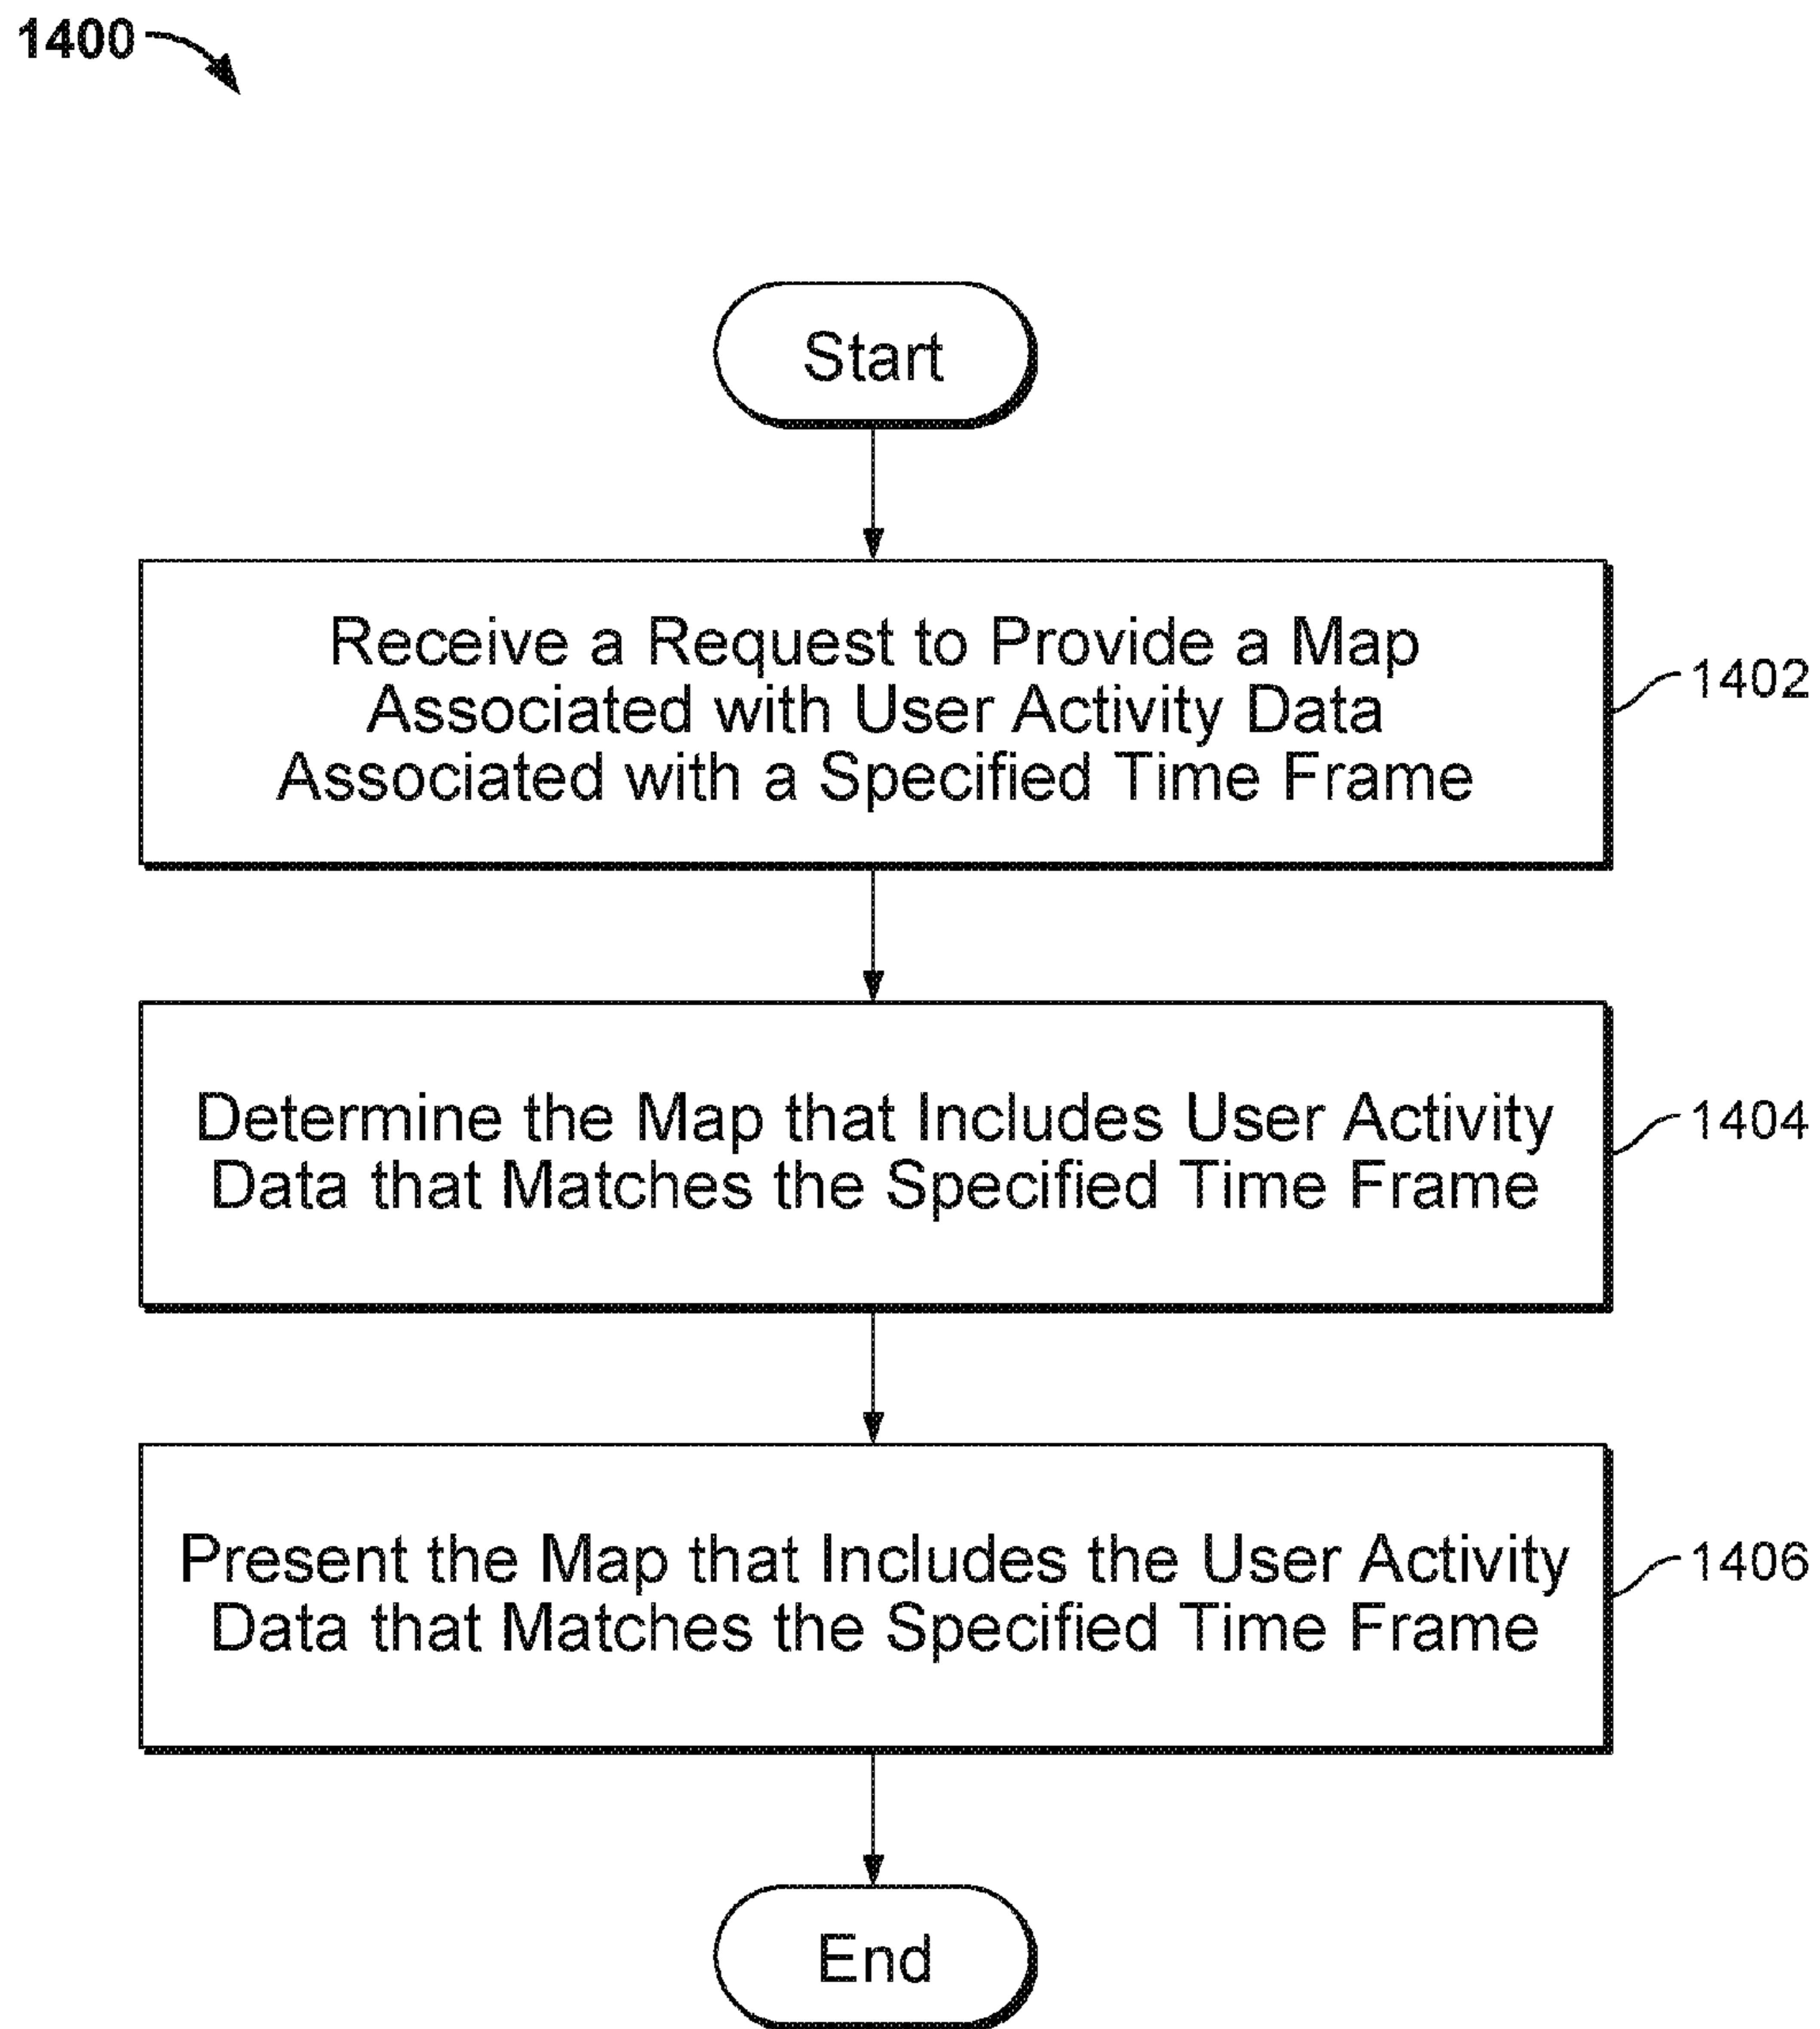 1400
Start
Receive a Request to Provide a Map
Associated with User Activity Data
Associated with a Specified Time Frame
1402
Determine the Map that Includes User Activity
Data that Matches the Specified Time Frame
1404
Present the Map that Includes the User Activity
Data that Matches the Specified Time Frame
1406
End